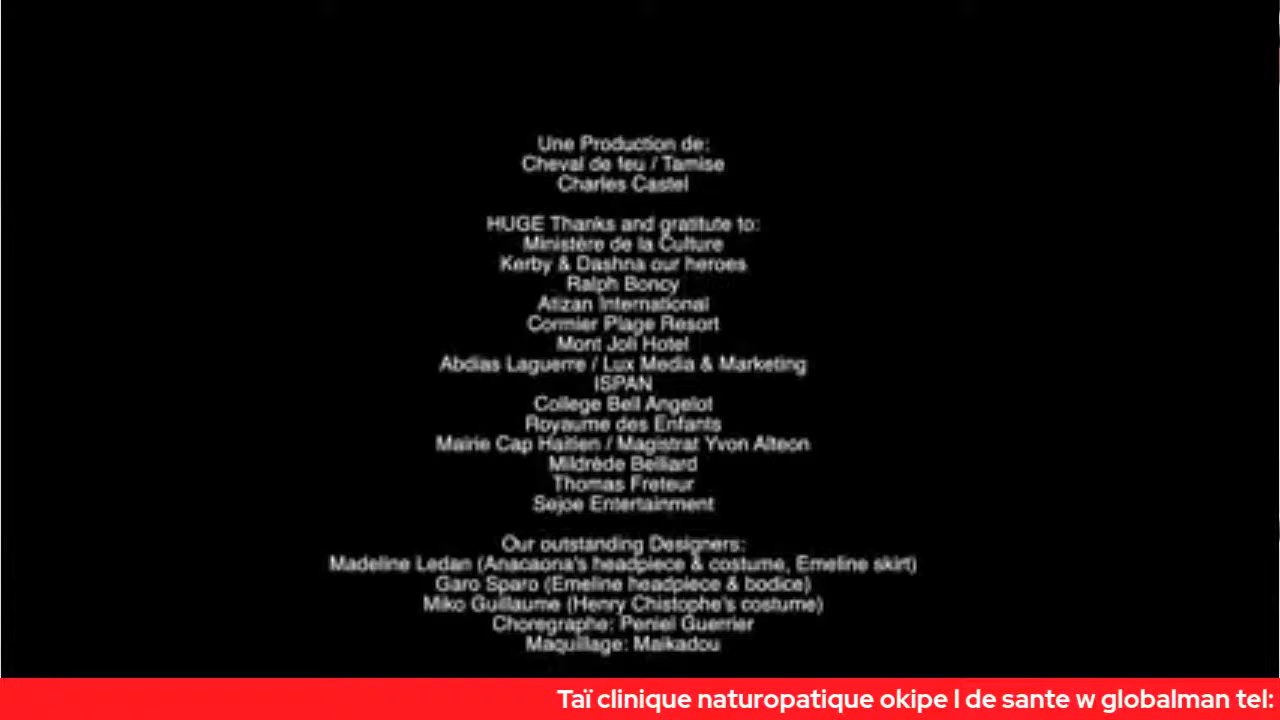 Une Production de:
Cheval de feu / Tamise
Charles Castel
HUGE Thanks and gratitute to:
Ministère de la Culture
Kerby & Dashna our heroes
Ralph Boncy
Atizan International
Cormier Plage Resort
Mont Joli Hotel
Abdias Laguerre / Lux Media & Marketing
ISPAN
College Bell Angelot
Royaume des Enfants
Mairie Cap Haitien / Magistrat Yvon Alteon
Mildrède Belliard
Thomas Freteur
Sejoe Entertainment
Our outstanding Designers:
Madeline Ledan (Anacaona's headpiece & costume, Emeline skirt)
Garo Sparo (Emeline headpiece & bodice)
Miko Guillaume (Henry Chistophe's costume)
Choregraphe: Peniel Guerrier
Maquillage: Maikadou
Taï clinique naturopatique okipe l de sante w globalman tel: